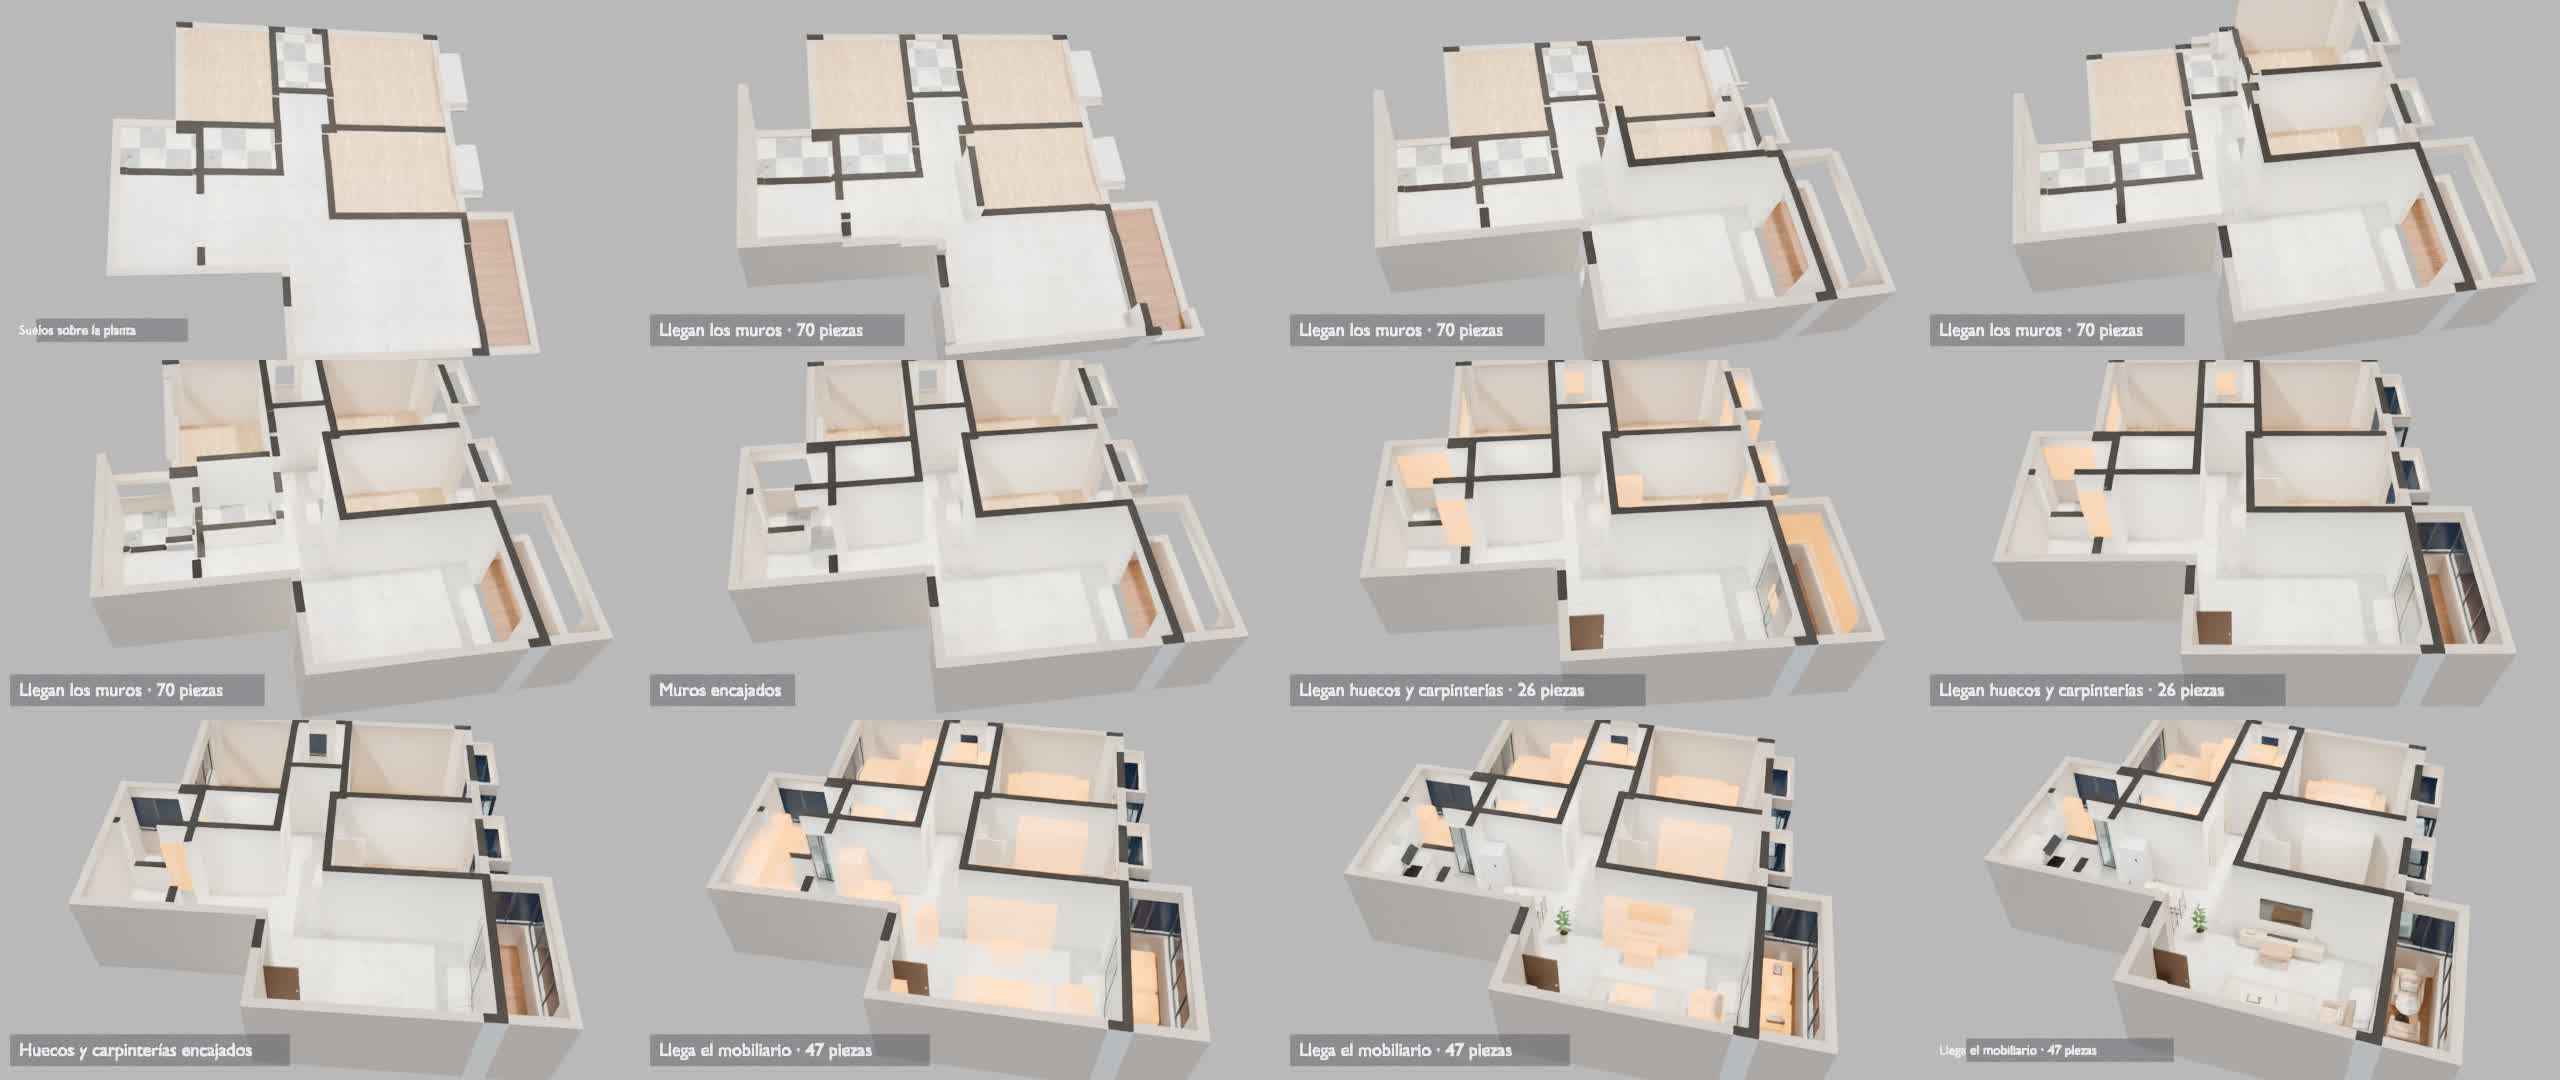 Suelos sobre la planta
Llegan los muros · 70 piezas
Llegan los muros · 70 piezas
Llegan los muros · 70 piezas
Llegan los muros · 70 piezas
Muros encajados
Llegan huecos y carpinterías · 26 piezas
Llegan huecos y carpinterías · 26 piezas
Huecos y carpinterías encajados
Llega el mobiliario · 47 piezas
Llega el mobiliario · 47 piezas
Llega el mobiliario · 47 piezas